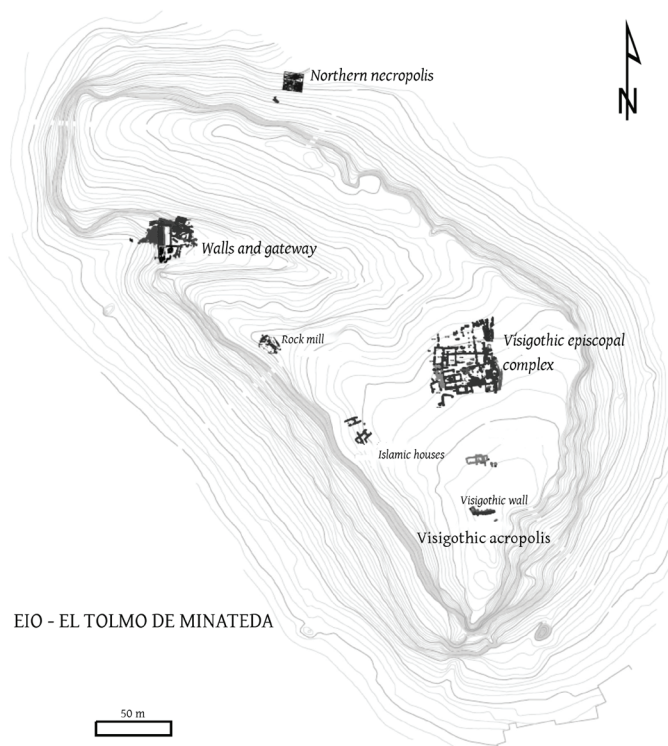 Northern necropolis
N
Walls and gateway
Rock mill
Visigothic episcopal
complex
Islamic houses
Visigothic wall
Visigothic acropolis
EIO - EL TOLMO DE MINATEDA
50 m